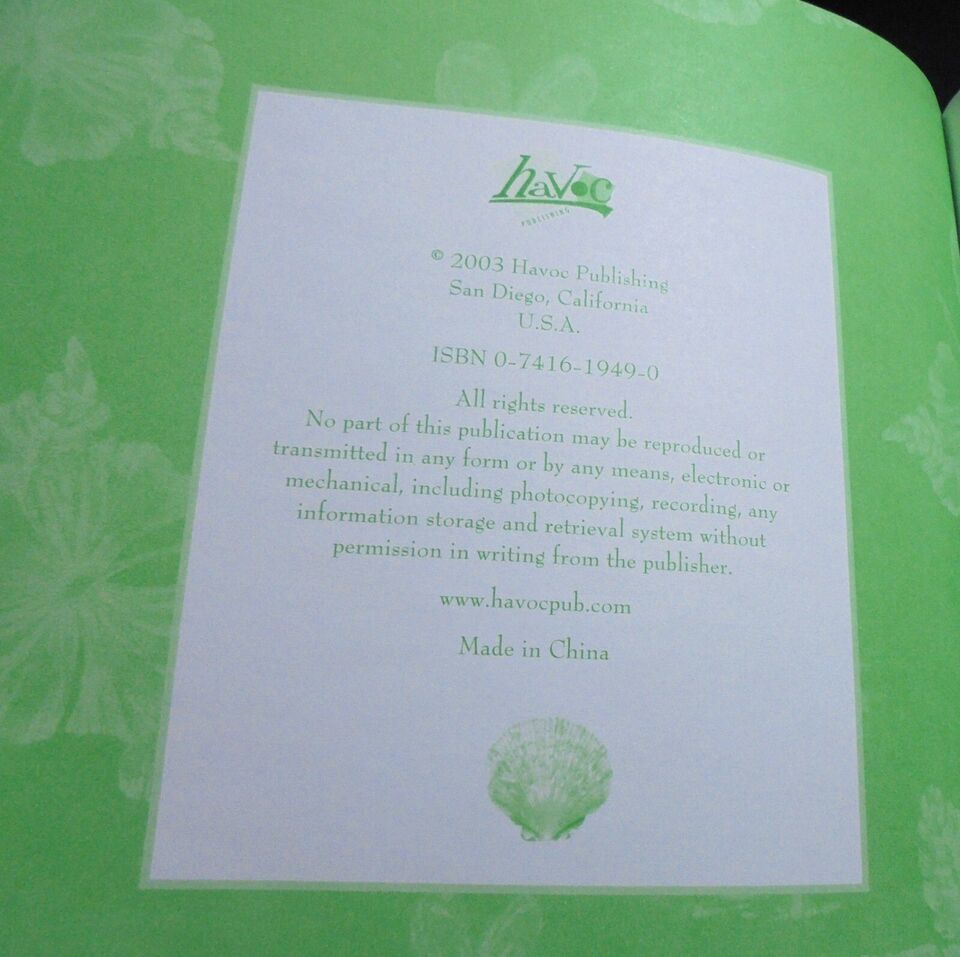 havoc
PUBLISHING
© 2003 Havoc Publishing
San Diego, California
U.S.A.
ISBN 0-7416-1949-0
All rights reserved.
No part of this publication may be reproduced or
transmitted in any form or by any means, electronic or
mechanical, including photocopying, recording, any
information storage and retrieval system without
permission in writing from the publisher.
www.havocpub.com
Made in China